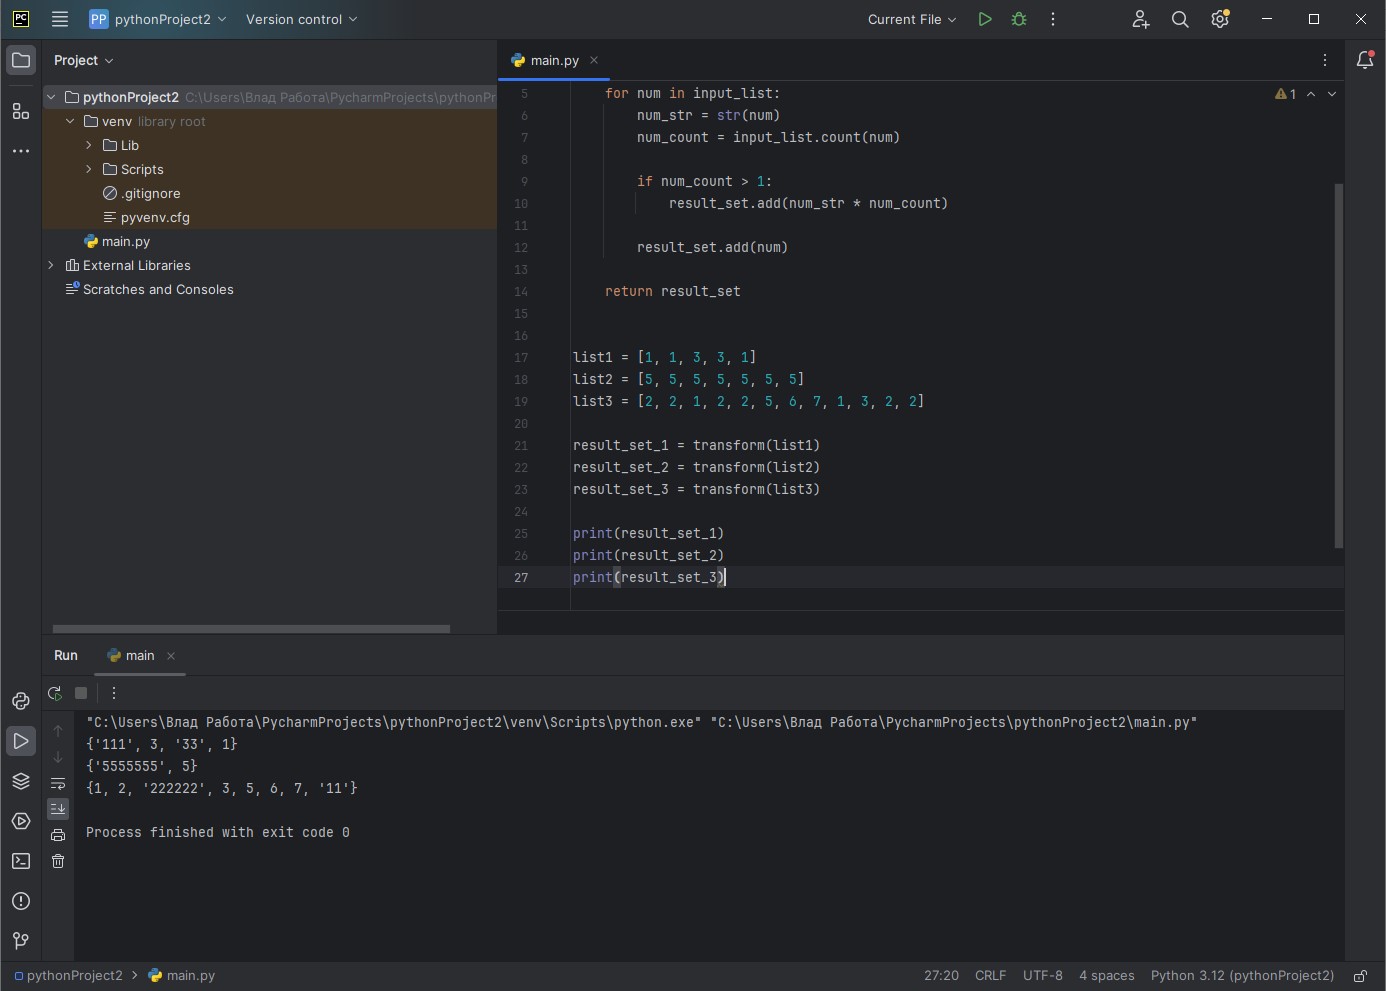 PC
PP pythonProject2
Version control
Current File
Project
pythonProject2 C:\Users\Влад Работа\PycharmProjects\pythonPr
venv library root
Lib
Scripts
.gitignore
pyvenv.cfg
main.py
External Libraries
Scratches and Consoles
main.py
1
5 for num in input_list:
6 num_str = str(num)
7 num_count = input_list.count(num)
8
9 if num_count > 1:
10 result_set.add(num_str * num_count)
11
12 result_set.add(num)
13
14 return result_set
15
16
17 list1 = [1, 1, 3, 3, 1]
18 list2 = [5, 5, 5, 5, 5, 5, 5]
19 list3 = [2, 2, 1, 2, 2, 5, 6, 7, 1, 3, 2, 2]
20
21 result_set_1 = transform(list1)
22 result_set_2 = transform(list2)
23 result_set_3 = transform(list3)
24
25 print(result_set_1)
26 print(result_set_2)
27 print(result_set_3)
Run
main
"C:\Users\Влад Работа\PycharmProjects\pythonProject2\venv\Scripts\python.exe" "C:\Users\Влад Работа\PycharmProjects\pythonProject2\main.py"
{'111', 3, '33', 1}
{'5555555', 5}
{1, 2, '222222', 3, 5, 6, 7, '11'}
Process finished with exit code 0
pythonProject2 > main.py
27:20 CRLF UTF-8 4 spaces Python 3.12 (pythonProject2)